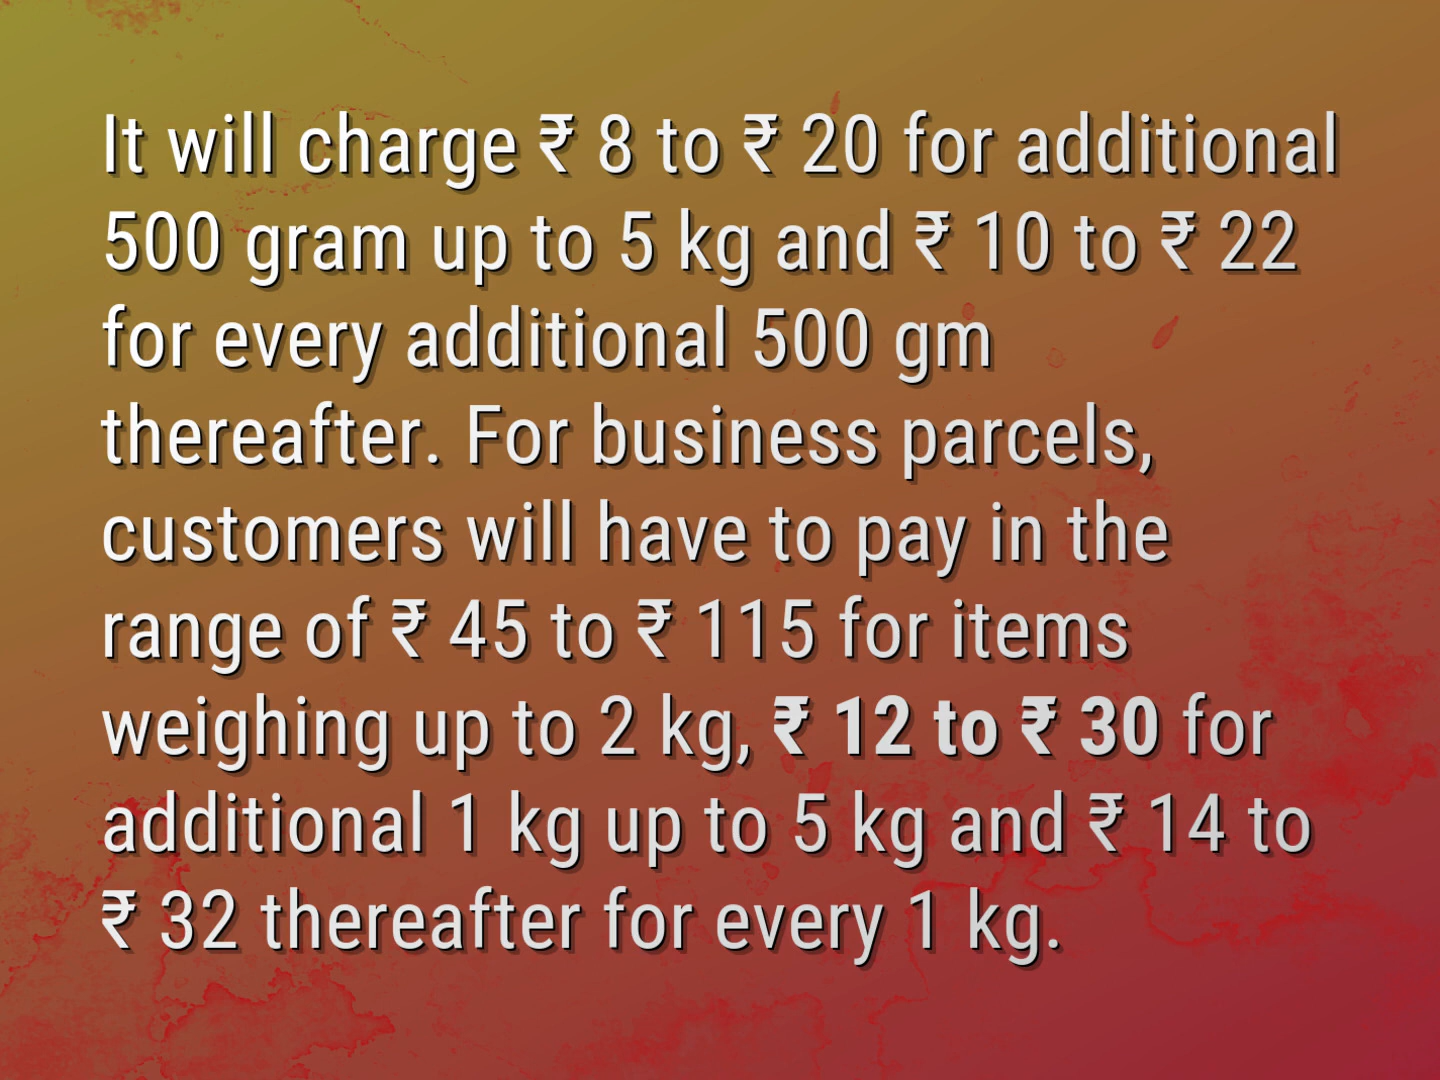 It will charge ₹ 8 to ₹ 20 for additional
500 gram up to 5 kg and ₹ 10 to ₹ 22
for every additional 500 gm
thereafter. For business parcels,
customers will have to pay in the
range of ₹ 45 to ₹ 115 for items
weighing up to 2 kg, ₹ 12 to ₹ 30 for
additional 1 kg up to 5 kg and ₹ 14 to
₹ 32 thereafter for every 1 kg.